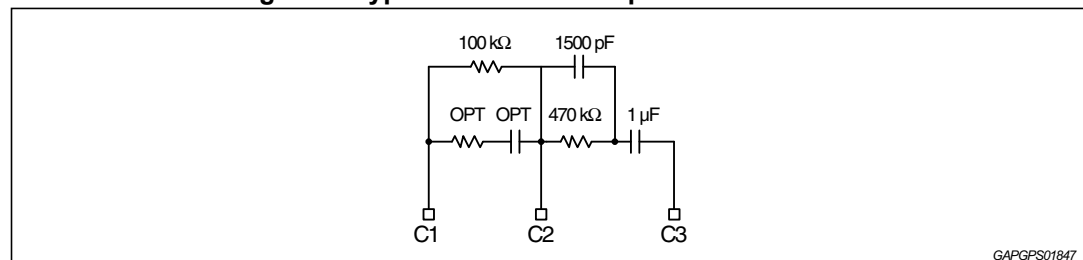 100 kΩ 1500 pF
OPT OPT 470 kΩ 1 µF
C1 C2 C3
GAPGPS01847